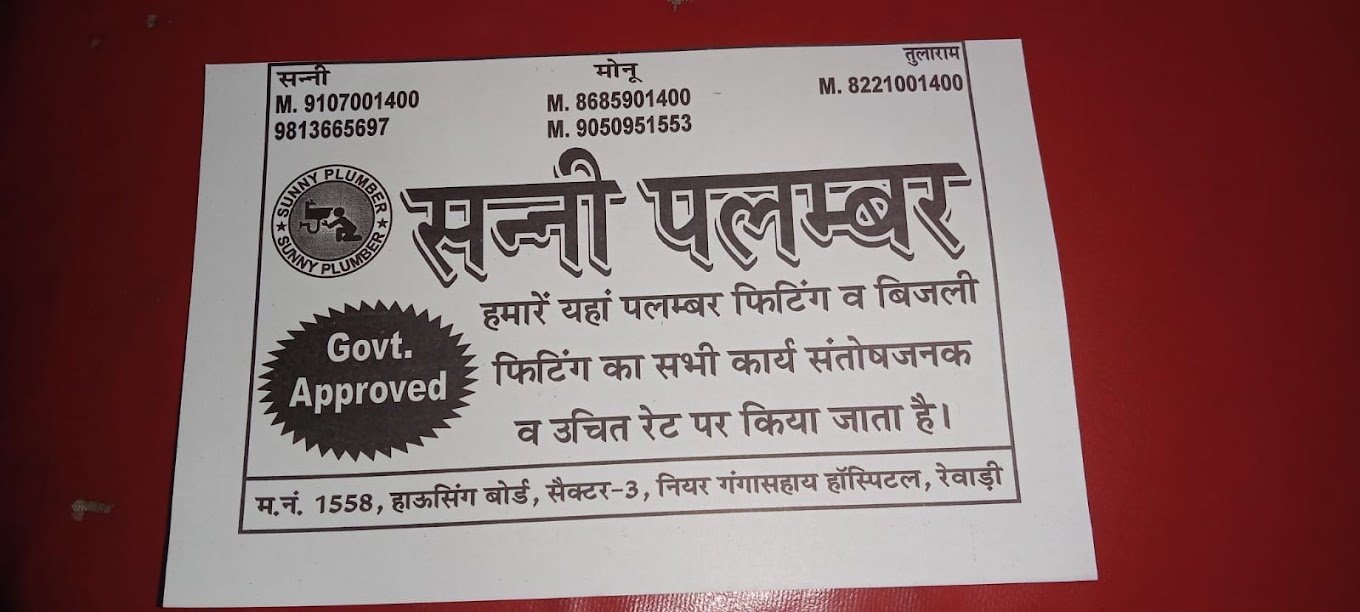 सन्नी
M. 9107001400
9813665697
मोनू
M. 8685901400
M. 9050951553
तुलाराम
M. 8221001400
SUNNY PLUMBER
SUNNY PLUMBER
सन्नी पलम्बर
Govt.
Approved
हमारें यहां पलम्बर फिटिंग व बिजली
फिटिंग का सभी कार्य संतोषजनक
व उचित रेट पर किया जाता है।
म.नं. 1558, हाऊसिंग बोर्ड, सैक्टर-3, नियर गंगासहाय हॉस्पिटल, रेवाड़ी